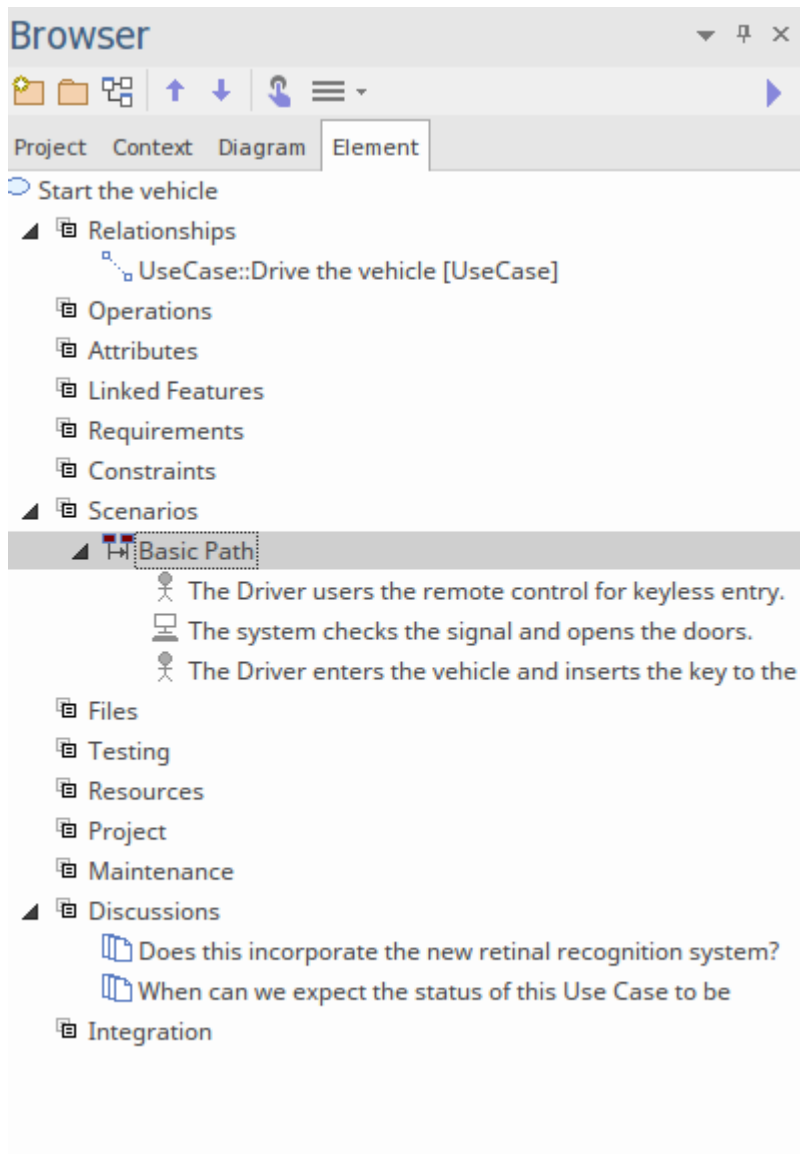 Browser
Project Context Diagram Element
Start the vehicle
Relationships
UseCase::Drive the vehicle [UseCase]
Operations
Attributes
Linked Features
Requirements
Constraints
Scenarios
Basic Path
The Driver users the remote control for keyless entry.
The system checks the signal and opens the doors.
The Driver enters the vehicle and inserts the key to the
Files
Testing
Resources
Project
Maintenance
Discussions
Does this incorporate the new retinal recognition system?
When can we expect the status of this Use Case to be
Integration